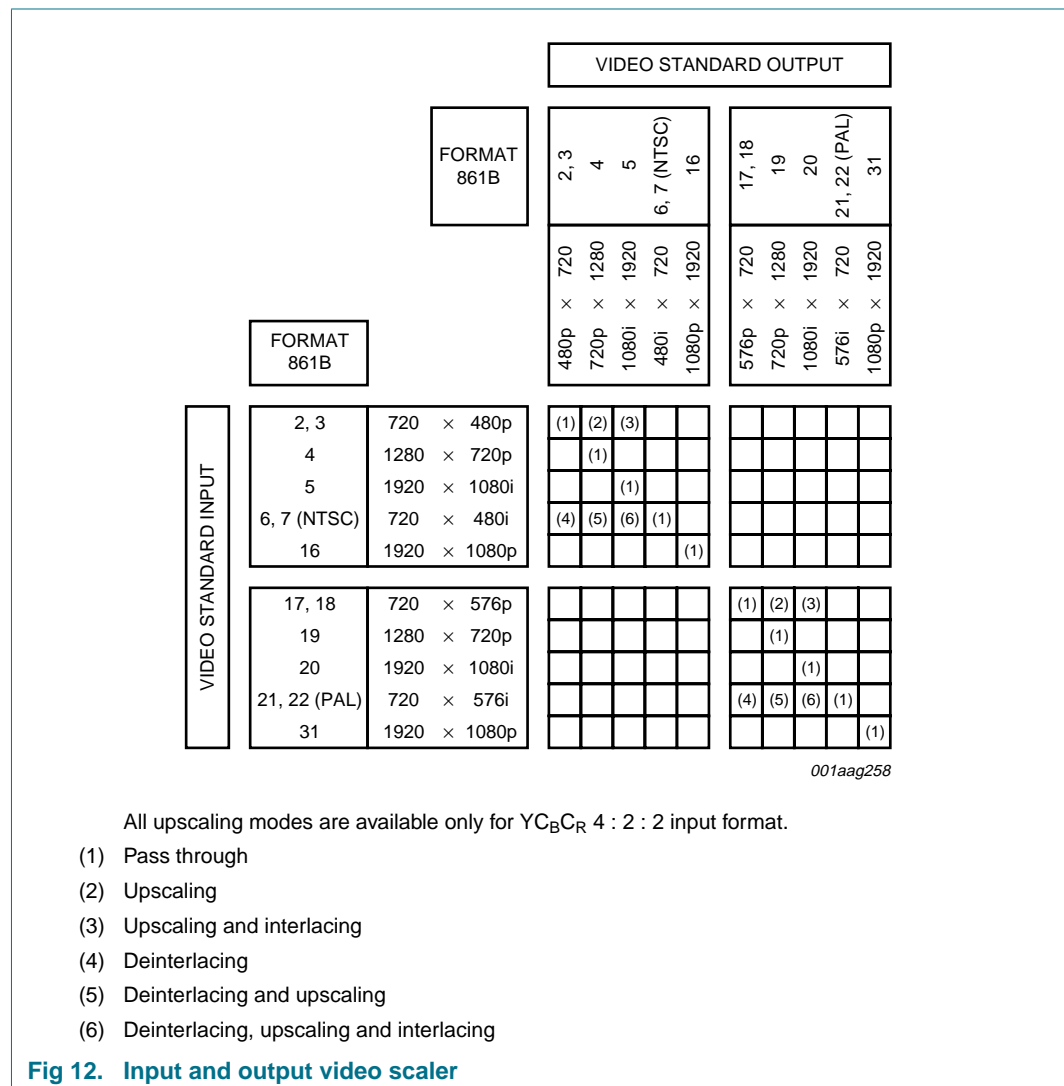 VIDEO STANDARD OUTPUT
FORMAT
861B
2, 3
4
5
6, 7 (NTSC)
16
17, 18
19
20
21, 22 (PAL)
31
480p × 720
720p × 1280
1080i × 1920
480i × 720
1080p × 1920
576p × 720
720p × 1280
1080i × 1920
576i × 720
1080p × 1920
FORMAT
861B
VIDEO STANDARD INPUT
2, 3 720 × 480p (1) (2) (3)
4 1280 × 720p (1)
5 1920 × 1080i (1)
6, 7 (NTSC) 720 × 480i (4) (5) (6) (1)
16 1920 × 1080p (1)
17, 18 720 × 576p (1) (2) (3)
19 1280 × 720p (1)
20 1920 × 1080i (1)
21, 22 (PAL) 720 × 576i (4) (5) (6) (1)
31 1920 × 1080p (1)
001aag258
All upscaling modes are available only for YCBCR 4 : 2 : 2 input format.
(1) Pass through
(2) Upscaling
(3) Upscaling and interlacing
(4) Deinterlacing
(5) Deinterlacing and upscaling
(6) Deinterlacing, upscaling and interlacing
Fig 12. Input and output video scaler